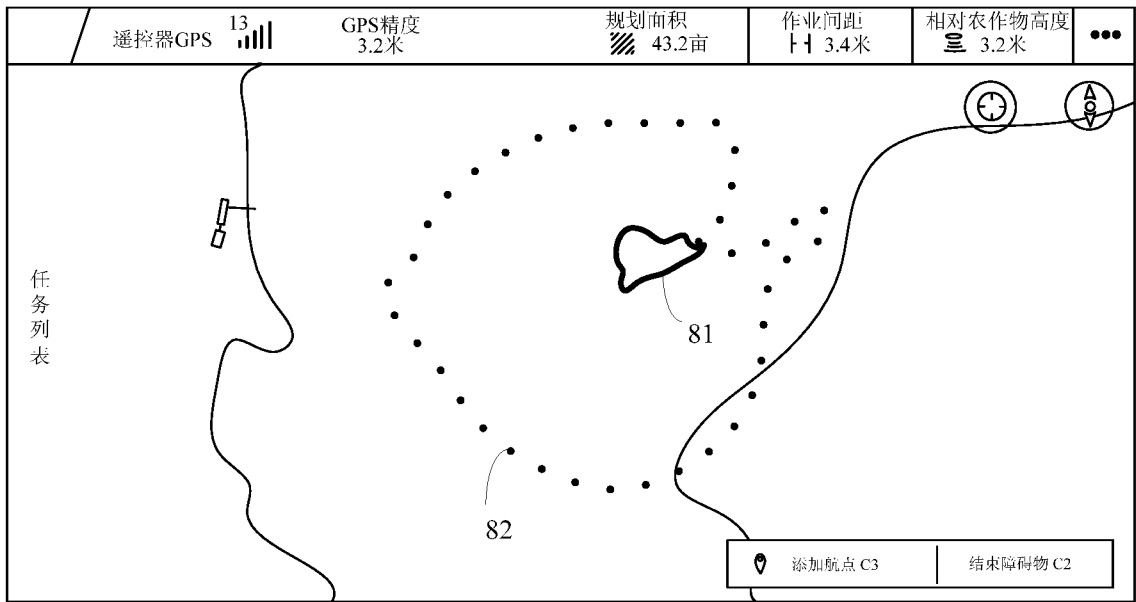 遥控器GPS 13
GPS精度
3.2米
规划面积
43.2亩
作业间距
3.4米
相对农作物高度
3.2米
任务列表
81
82
添加航点 C3
结束障碍物 C2